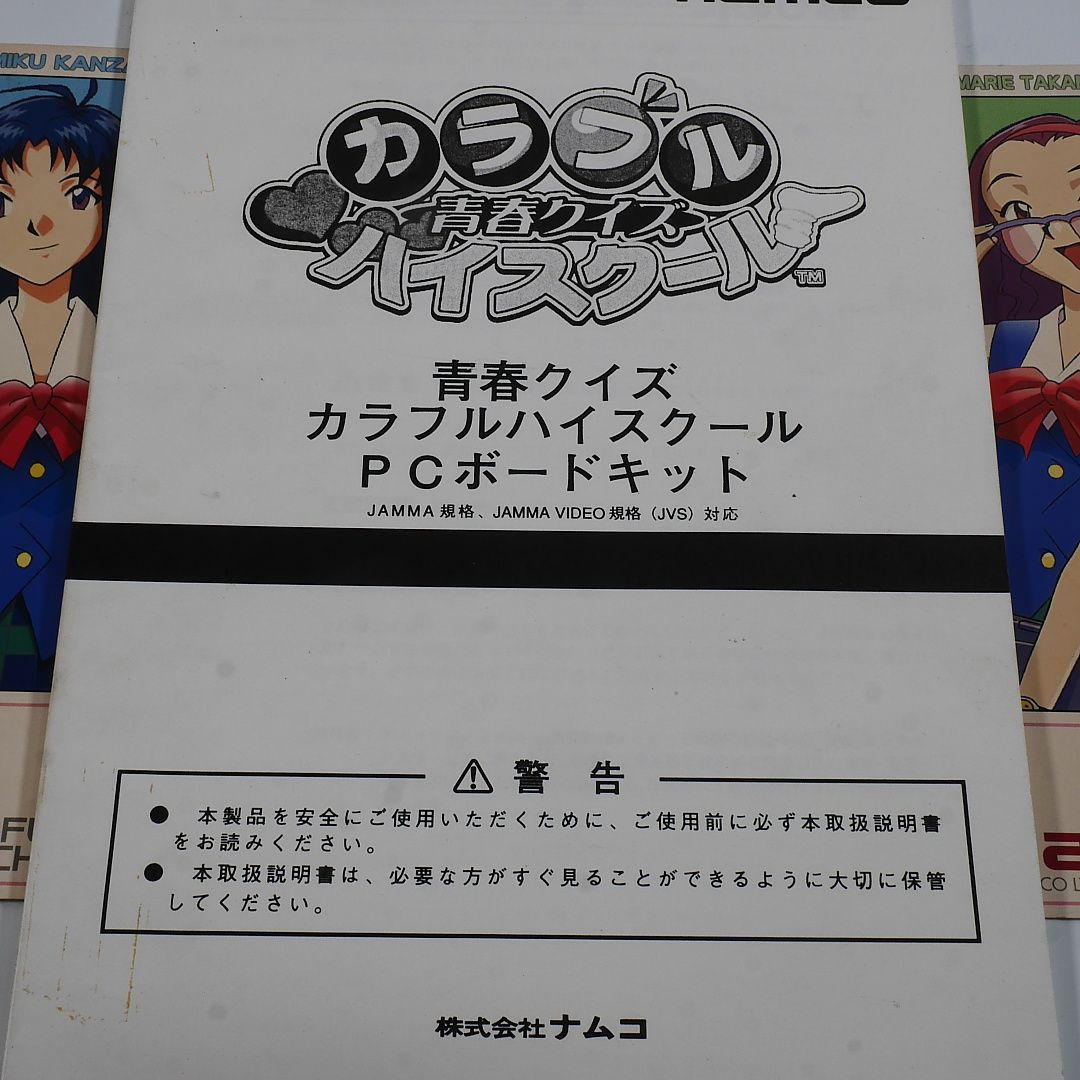 namco
MIKU KANZA
MARIE TAKA
カラフル
青春クイズ
ハイスクール
TM
青春クイズ
カラフルハイスクール
PCボードキット
JAMMA規格、JAMMA VIDEO規格（JVS）対応
⚠警告
● 本製品を安全にご使用いただくために、ご使用前に必ず本取扱説明書
をお読みください。
● 本取扱説明書は、必要な方がすぐ見ることができるように大切に保管
してください。
CO L
株式会社ナムコ